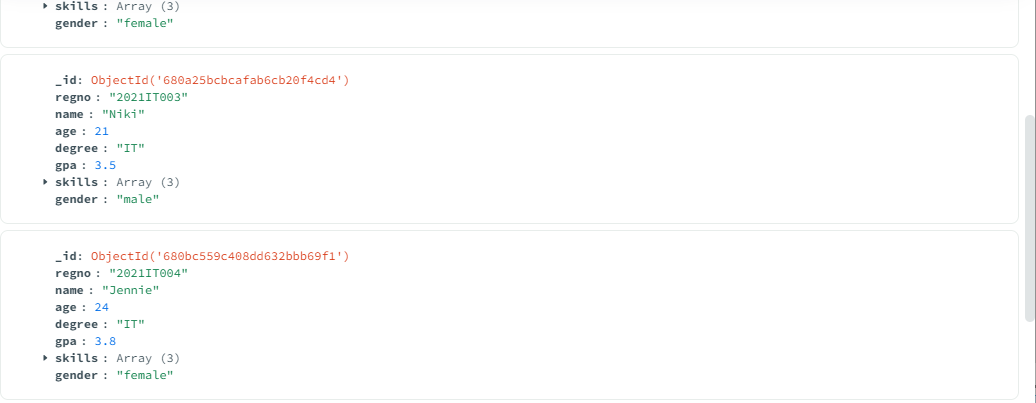 skills : Array (3)
gender : "female"
_id: ObjectId('680a25bcbcafab6cb20f4cd4')
regno : "2021IT003"
name : "Niki"
age : 21
degree : "IT"
gpa : 3.5
skills : Array (3)
gender : "male"
_id: ObjectId('680bc559c408dd632bbb69f1')
regno : "2021IT004"
name : "Jennie"
age : 24
degree : "IT"
gpa : 3.8
skills : Array (3)
gender : "female"